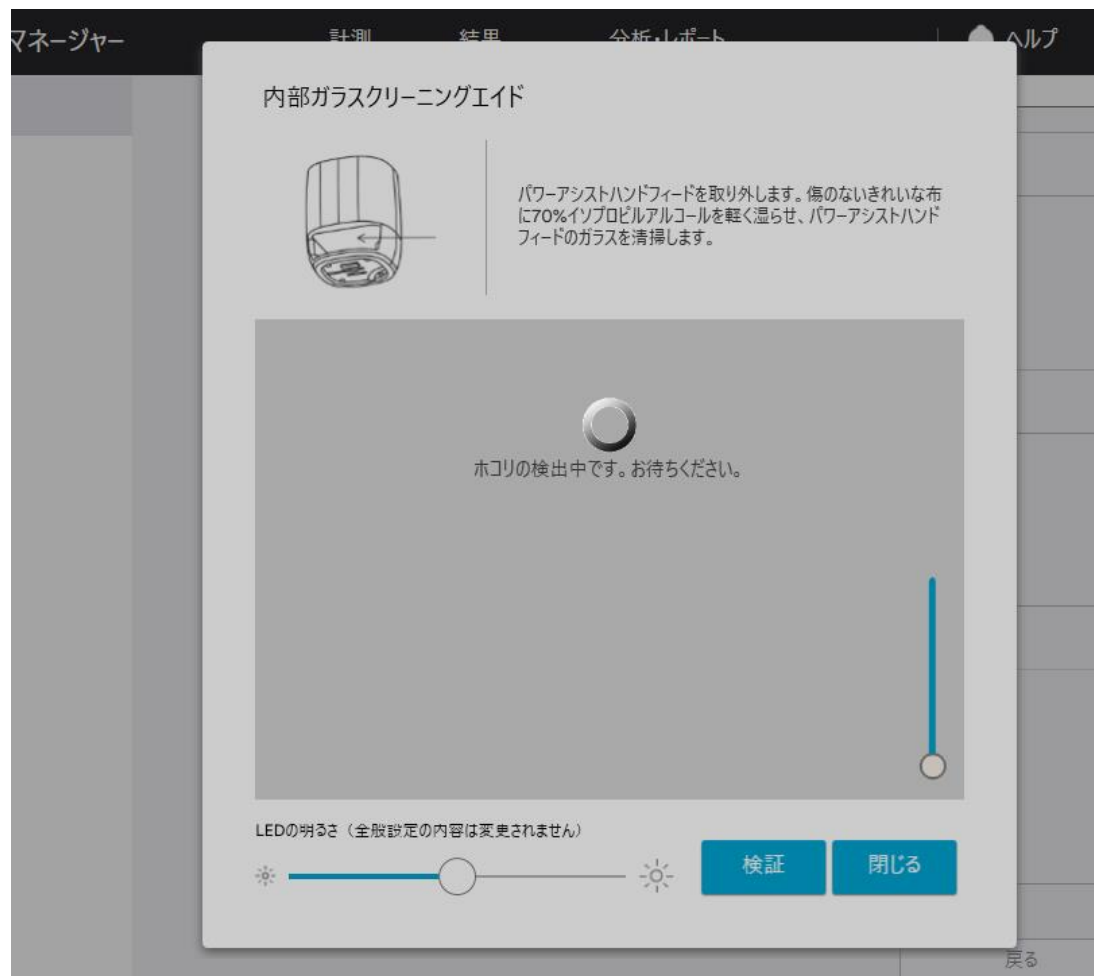 マネージャー
計測
結果
分析・レポート
ヘルプ
内部ガラスクリーニングエイド
パワーアシストハンドフィードを取り外します。傷のないきれいな布
に70%イソプロピルアルコールを軽く湿らせ、パワーアシストハンド
フィードのガラスを清掃します。
ホコリの検出中です。お待ちください。
LEDの明るさ（全般設定の内容は変更されません）
検証
閉じる
戻る